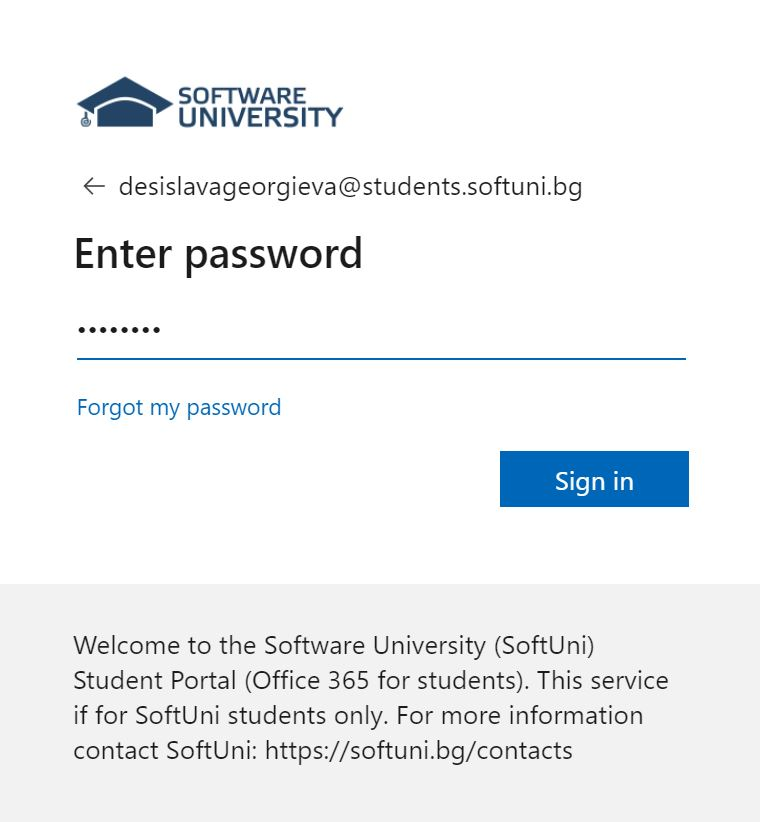 SOFTWARE
UNIVERSITY
desislavageorgieva@students.softuni.bg
Enter password
••••••••
Forgot my password
Sign in
Welcome to the Software University (SoftUni)
Student Portal (Office 365 for students). This service
if for SoftUni students only. For more information
contact SoftUni: https://softuni.bg/contacts